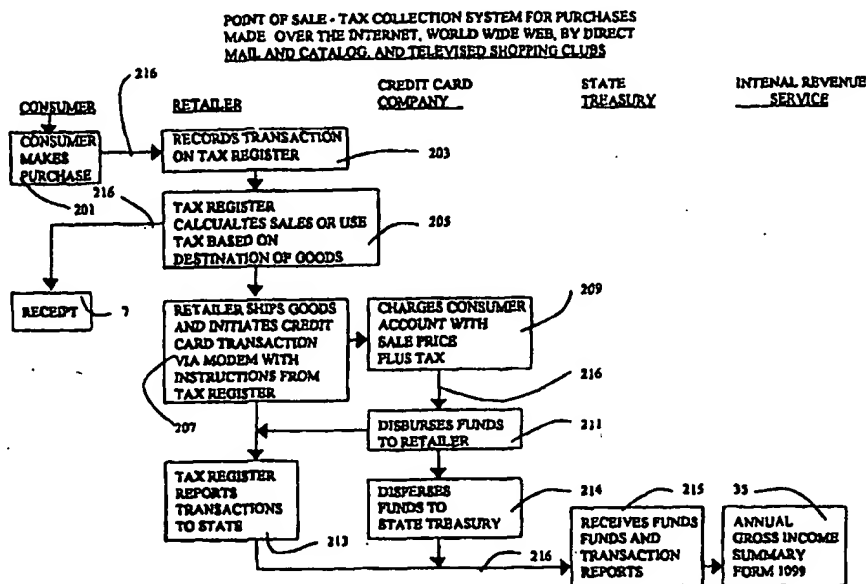 POINT OF SALE - TAX COLLECTION SYSTEM FOR PURCHASES
MADE OVER THE INTERNET, WORLD WIDE WEB, BY DIRECT
MAIL AND CATALOG, AND TELEVISED SHOPPING CLUBS
216
CONSUMER
RETAILER
CREDIT CARD
COMPANY
STATE
TREASURY
INTENAL REVENUE
SERVICE
CONSUMER
MAKES
PURCHASE
201
RECORDS TRANSACTION
ON TAX REGISTER
203
216
TAX REGISTER
CALCUALTES SALES OR USE
TAX BASED ON
DESTINATION OF GOODS
205
RECEIPT
7
RETAILER SHIPS GOODS
AND INITIATES CREDIT
CARD TRANSACTION
VIA MODEM WITH
INSTRUCTIONS FROM
TAX REGISTER
207
CHARGES CONSUMER
ACCOUNT WITH
SALE PRICE
PLUS TAX
209
216
DISBURSES FUNDS
TO RETAILER
211
TAX REGISTER
REPORTS
TRANSACTIONS
TO STATE
213
DISPERSES
FUNDS TO
STATE TREASURY
214
216
215
RECEIVES FUNDS
FUNDS AND
TRANSACTION
REPORTS
35
ANNUAL
GROSS INCOME
SUMMARY
FORM 1099